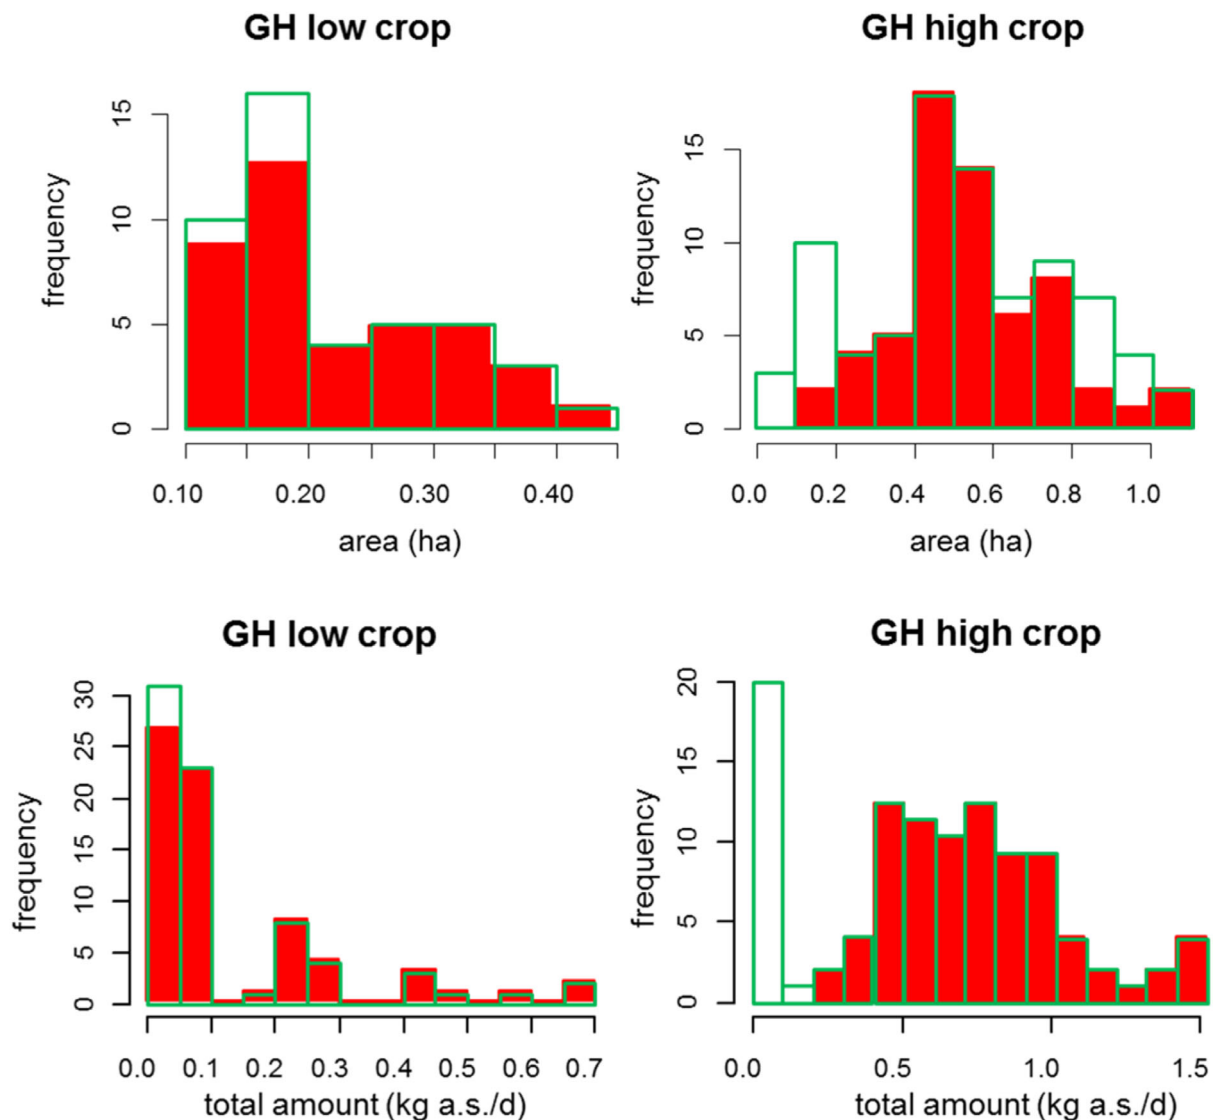 GH low crop
GH high crop
frequency
15
10
5
0
0.10 0.20 0.30 0.40
area (ha)
frequency
15
10
5
0
0.0 0.2 0.4 0.6 0.8 1.0
area (ha)
GH low crop
GH high crop
frequency
30
25
20
15
10
5
0
0.0 0.1 0.2 0.3 0.4 0.5 0.6 0.7
total amount (kg a.s./d)
frequency
20
15
10
5
0
0.0 0.5 1.0 1.5
total amount (kg a.s./d)